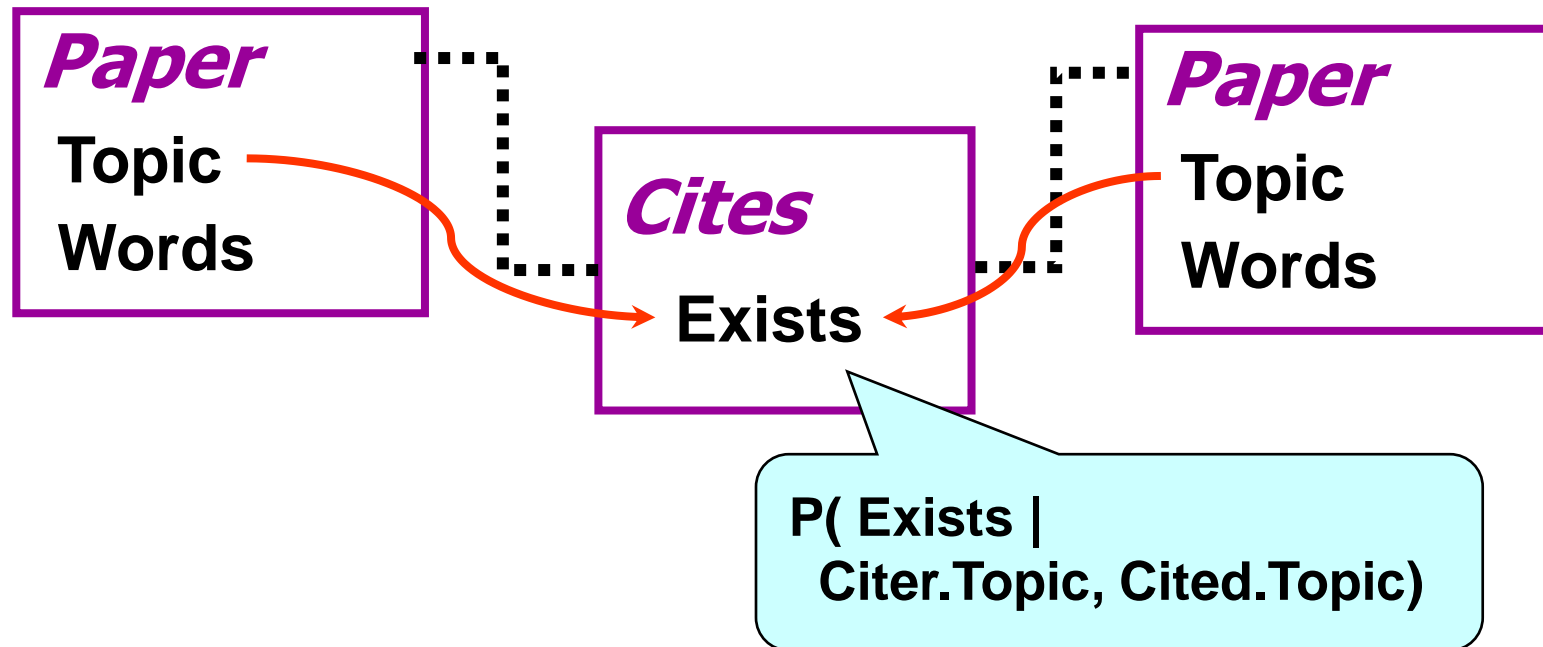 Paper
Topic
Words
Cites
Exists
Paper
Topic
Words
P( Exists |
Citer.Topic, Cited.Topic)